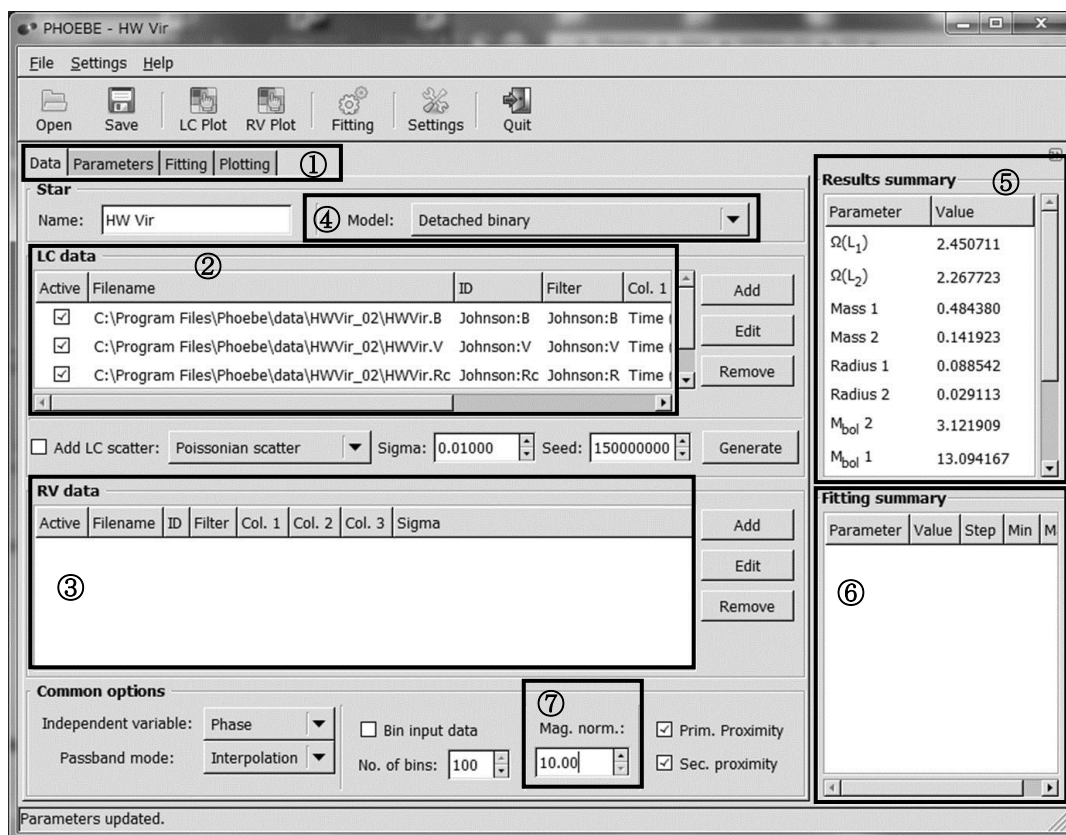 PHOEBE - HW Vir
File Settings Help
Open Save LC Plot RV Plot Fitting Settings Quit
Data Parameters Fitting Plotting ①
Star
Name: HW Vir ④ Model: Detached binary
LC data ②
Active Filename ID Filter Col. 1
C:\Program Files\Phoebe\data\HWVir_02\HWVir.B Johnson:B Johnson:B Time (
C:\Program Files\Phoebe\data\HWVir_02\HWVir.V Johnson:V Johnson:V Time (
C:\Program Files\Phoebe\data\HWVir_02\HWVir.Rc Johnson:Rc Johnson:R Time (
Add
Edit
Remove
Add LC scatter: Poissonian scatter Sigma: 0.01000 Seed: 150000000 Generate
RV data
Active Filename ID Filter Col. 1 Col. 2 Col. 3 Sigma
③
Add
Edit
Remove
Common options
Independent variable: Phase
Passband mode: Interpolation
Bin input data
No. of bins: 100
⑦
Mag. norm.:
10.00
Prim. Proximity
Sec. proximity
Results summary ⑤
Parameter Value
Ω(L1) 2.450711
Ω(L2) 2.267723
Mass 1 0.484380
Mass 2 0.141923
Radius 1 0.088542
Radius 2 0.029113
Mbol 2 3.121909
Mbol 1 13.094167
Fitting summary
Parameter Value Step Min M
⑥
Parameters updated.